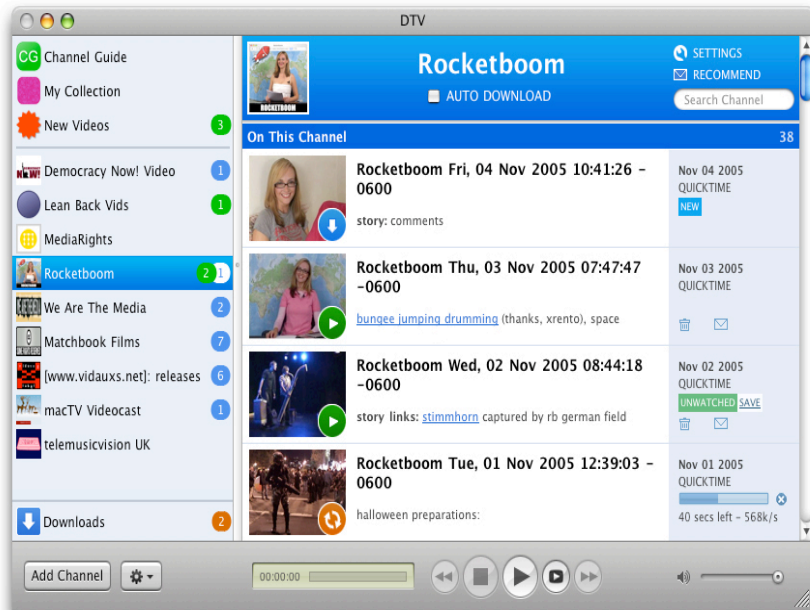 DTV
CG Channel Guide
My Collection
New Videos 3
Democracy Now! Video 1
Lean Back Vids 1
MediaRights
Rocketboom 2 1
We Are The Media 2
Matchbook Films 7
[www.vidauxs.net]: releases 6
macTV Videocast 1
telemusicvision UK
Downloads 2
Add Channel
ROCKETBOOM
Rocketboom
AUTO DOWNLOAD
SETTINGS
RECOMMEND
Search Channel
On This Channel 38
Rocketboom Fri, 04 Nov 2005 10:41:26 -
0600
story: comments
Nov 04 2005
QUICKTIME
NEW
Rocketboom Thu, 03 Nov 2005 07:47:47
-0600
bungee jumping drumming (thanks, xrento), space
Nov 03 2005
QUICKTIME
Rocketboom Wed, 02 Nov 2005 08:44:18
-0600
story links: stimmhorn captured by rb german field
Nov 02 2005
QUICKTIME
UNWATCHED SAVE
Rocketboom Tue, 01 Nov 2005 12:39:03 -
0600
halloween preparations:
Nov 01 2005
QUICKTIME
40 secs left - 568k/s
00:00:00